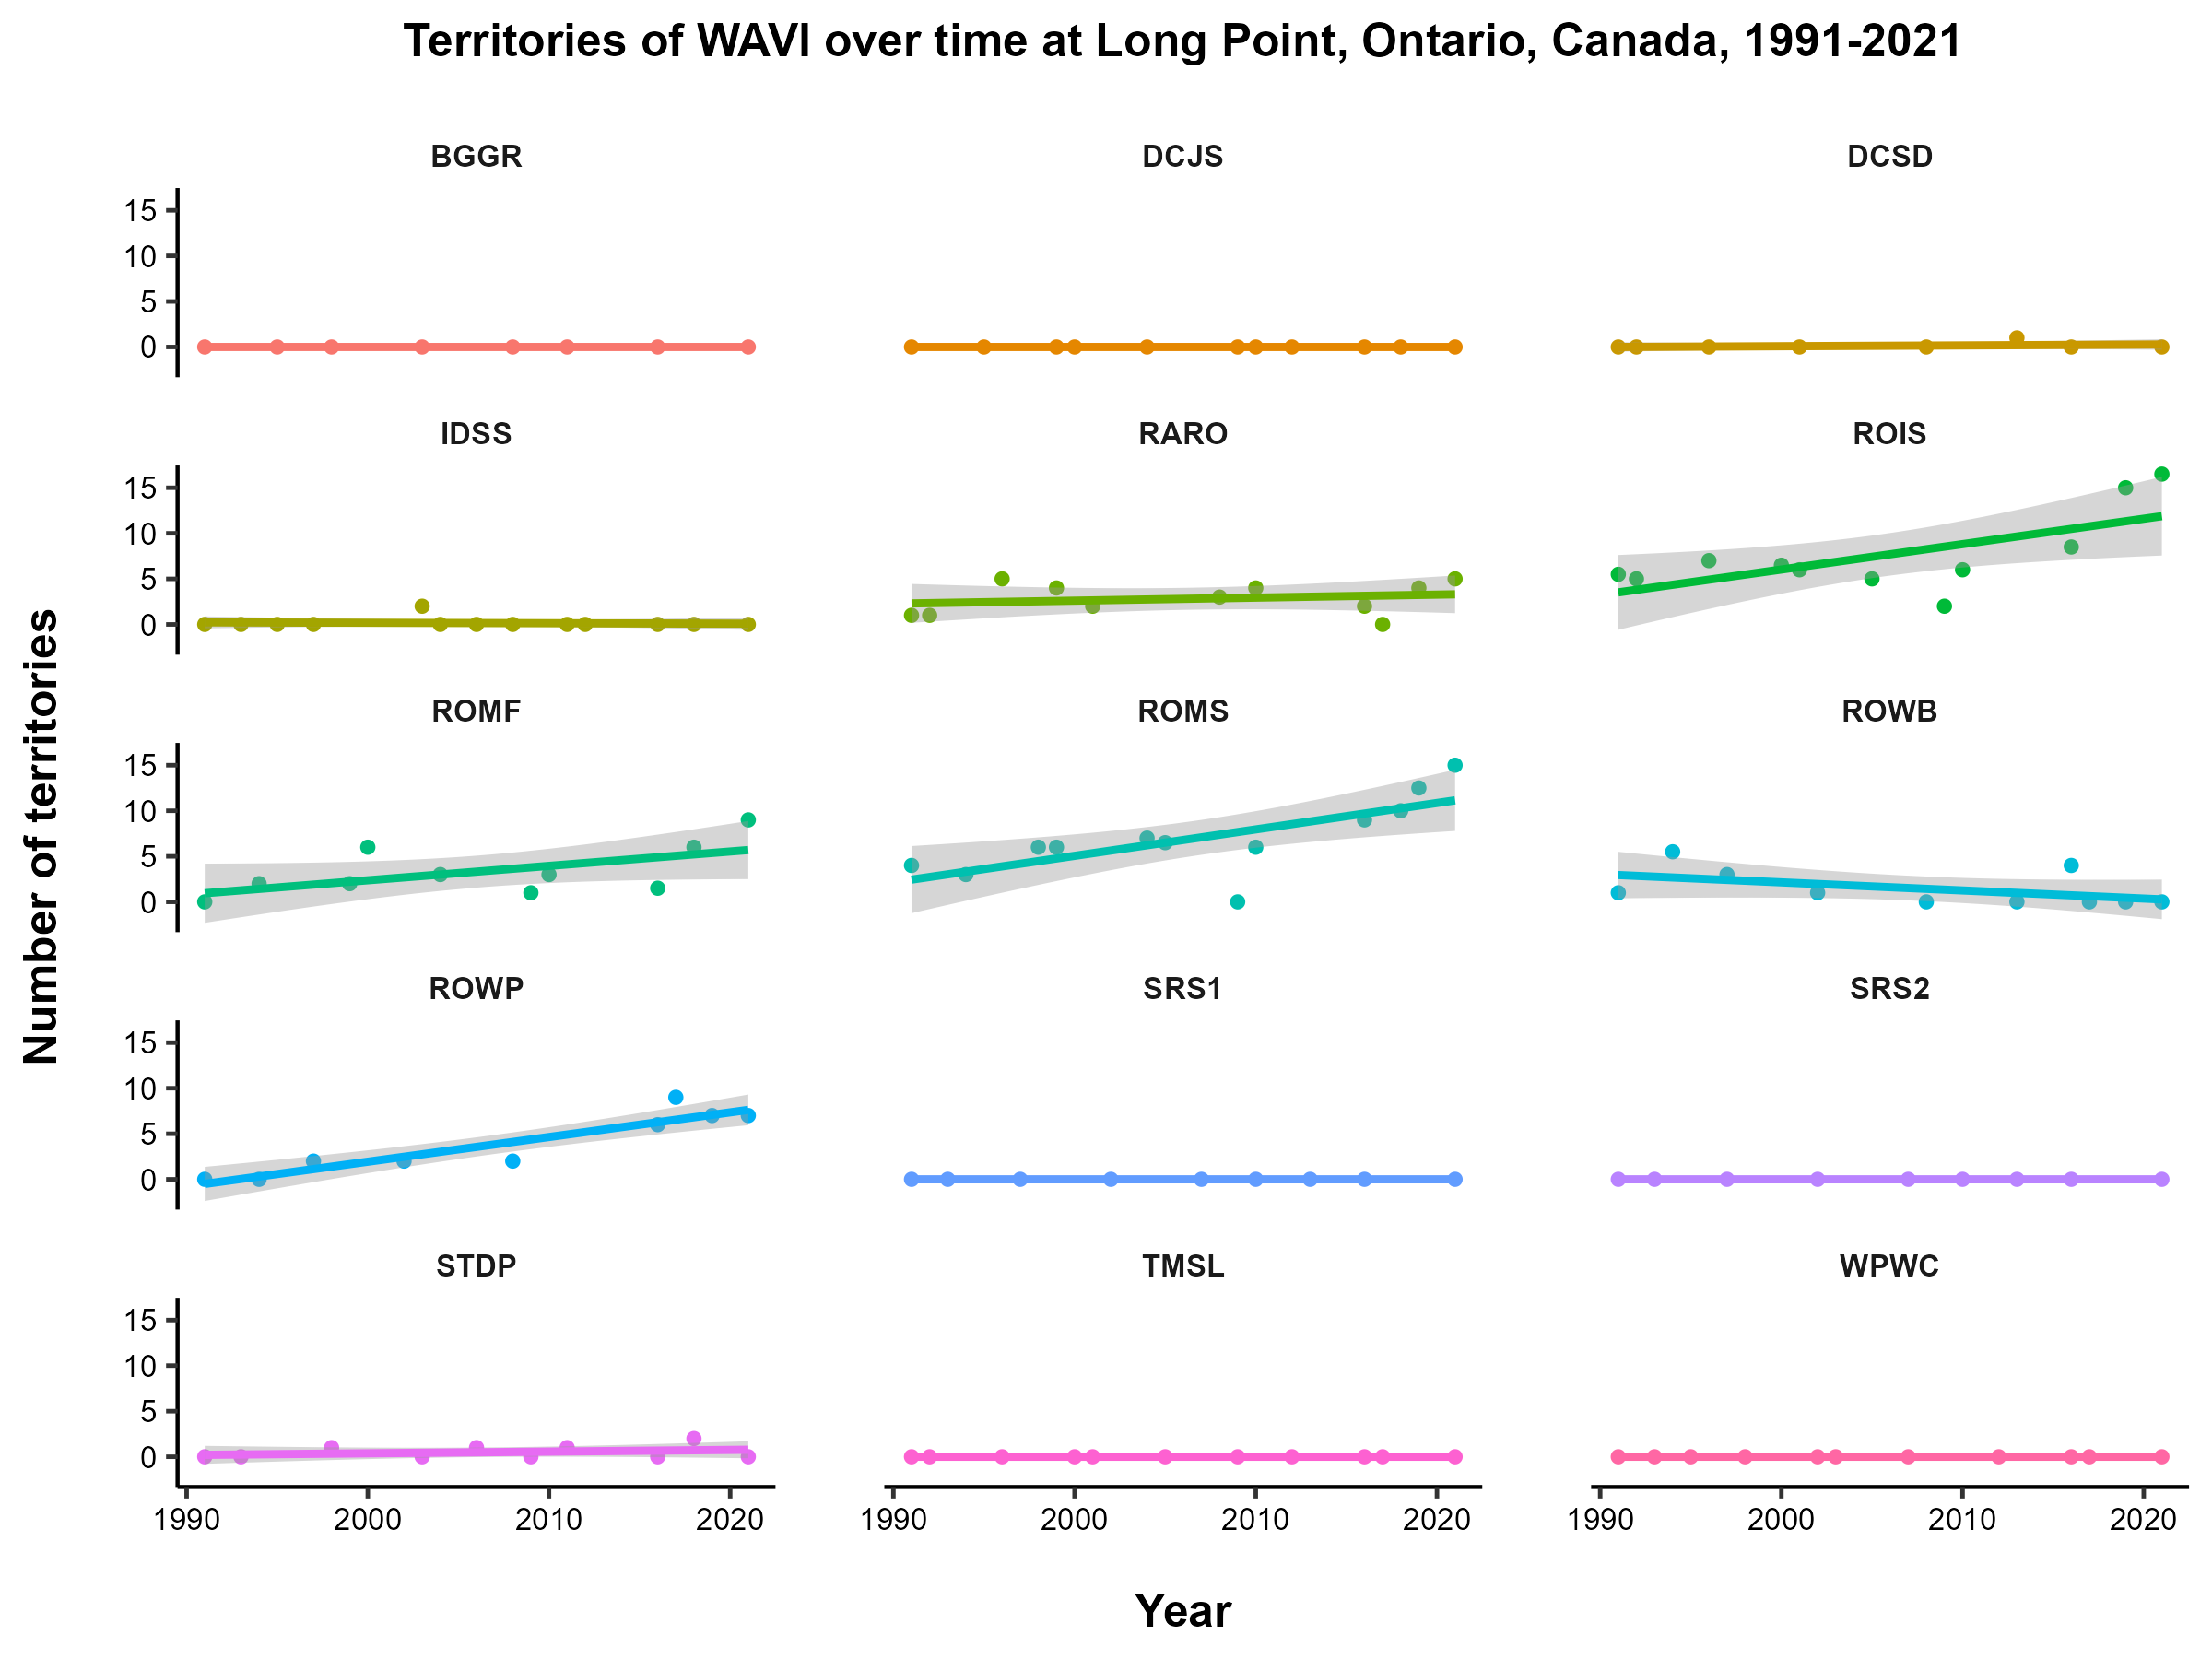 Territories of WAVI over time at Long Point, Ontario, Canada, 1991-2021
BGGR DCJS DCSD
15
10
5
0
IDSS RARO ROIS
15
10
5
0
ROMF ROMS ROWB
15
10
5
0
ROWP SRS1 SRS2
15
10
5
0
STDP TMSL WPWC
15
10
5
0
1990 2000 2010 2020 1990 2000 2010 2020 1990 2000 2010 2020
Number of territories
Year